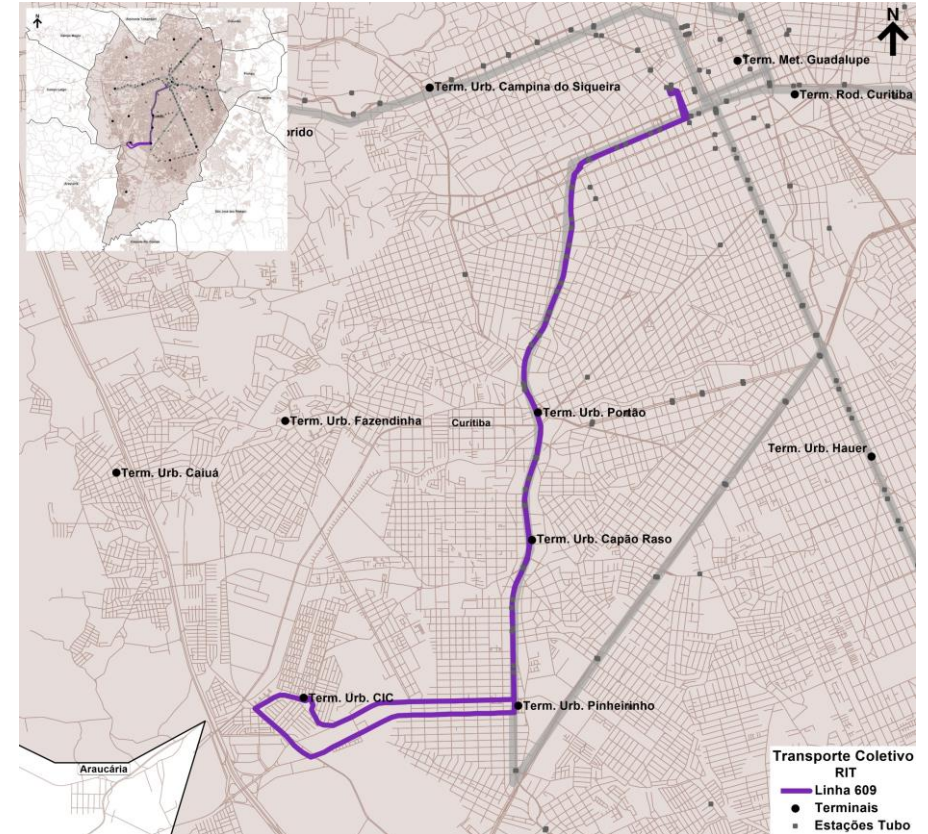 N
Term. Met. Guadalupe
Term. Urb. Campina do Siqueira
Term. Rod. Curitiba
orido
Term. Urb. Portão
Term. Urb. Fazendinha
Curitiba
Term. Urb. Hauer
Term. Urb. Caiuá
Term. Urb. Capão Raso
Term. Urb. CIC
Term. Urb. Pinheirinho
Araucária
Transporte Coletivo
RIT
Linha 609
Terminais
Estações Tubo